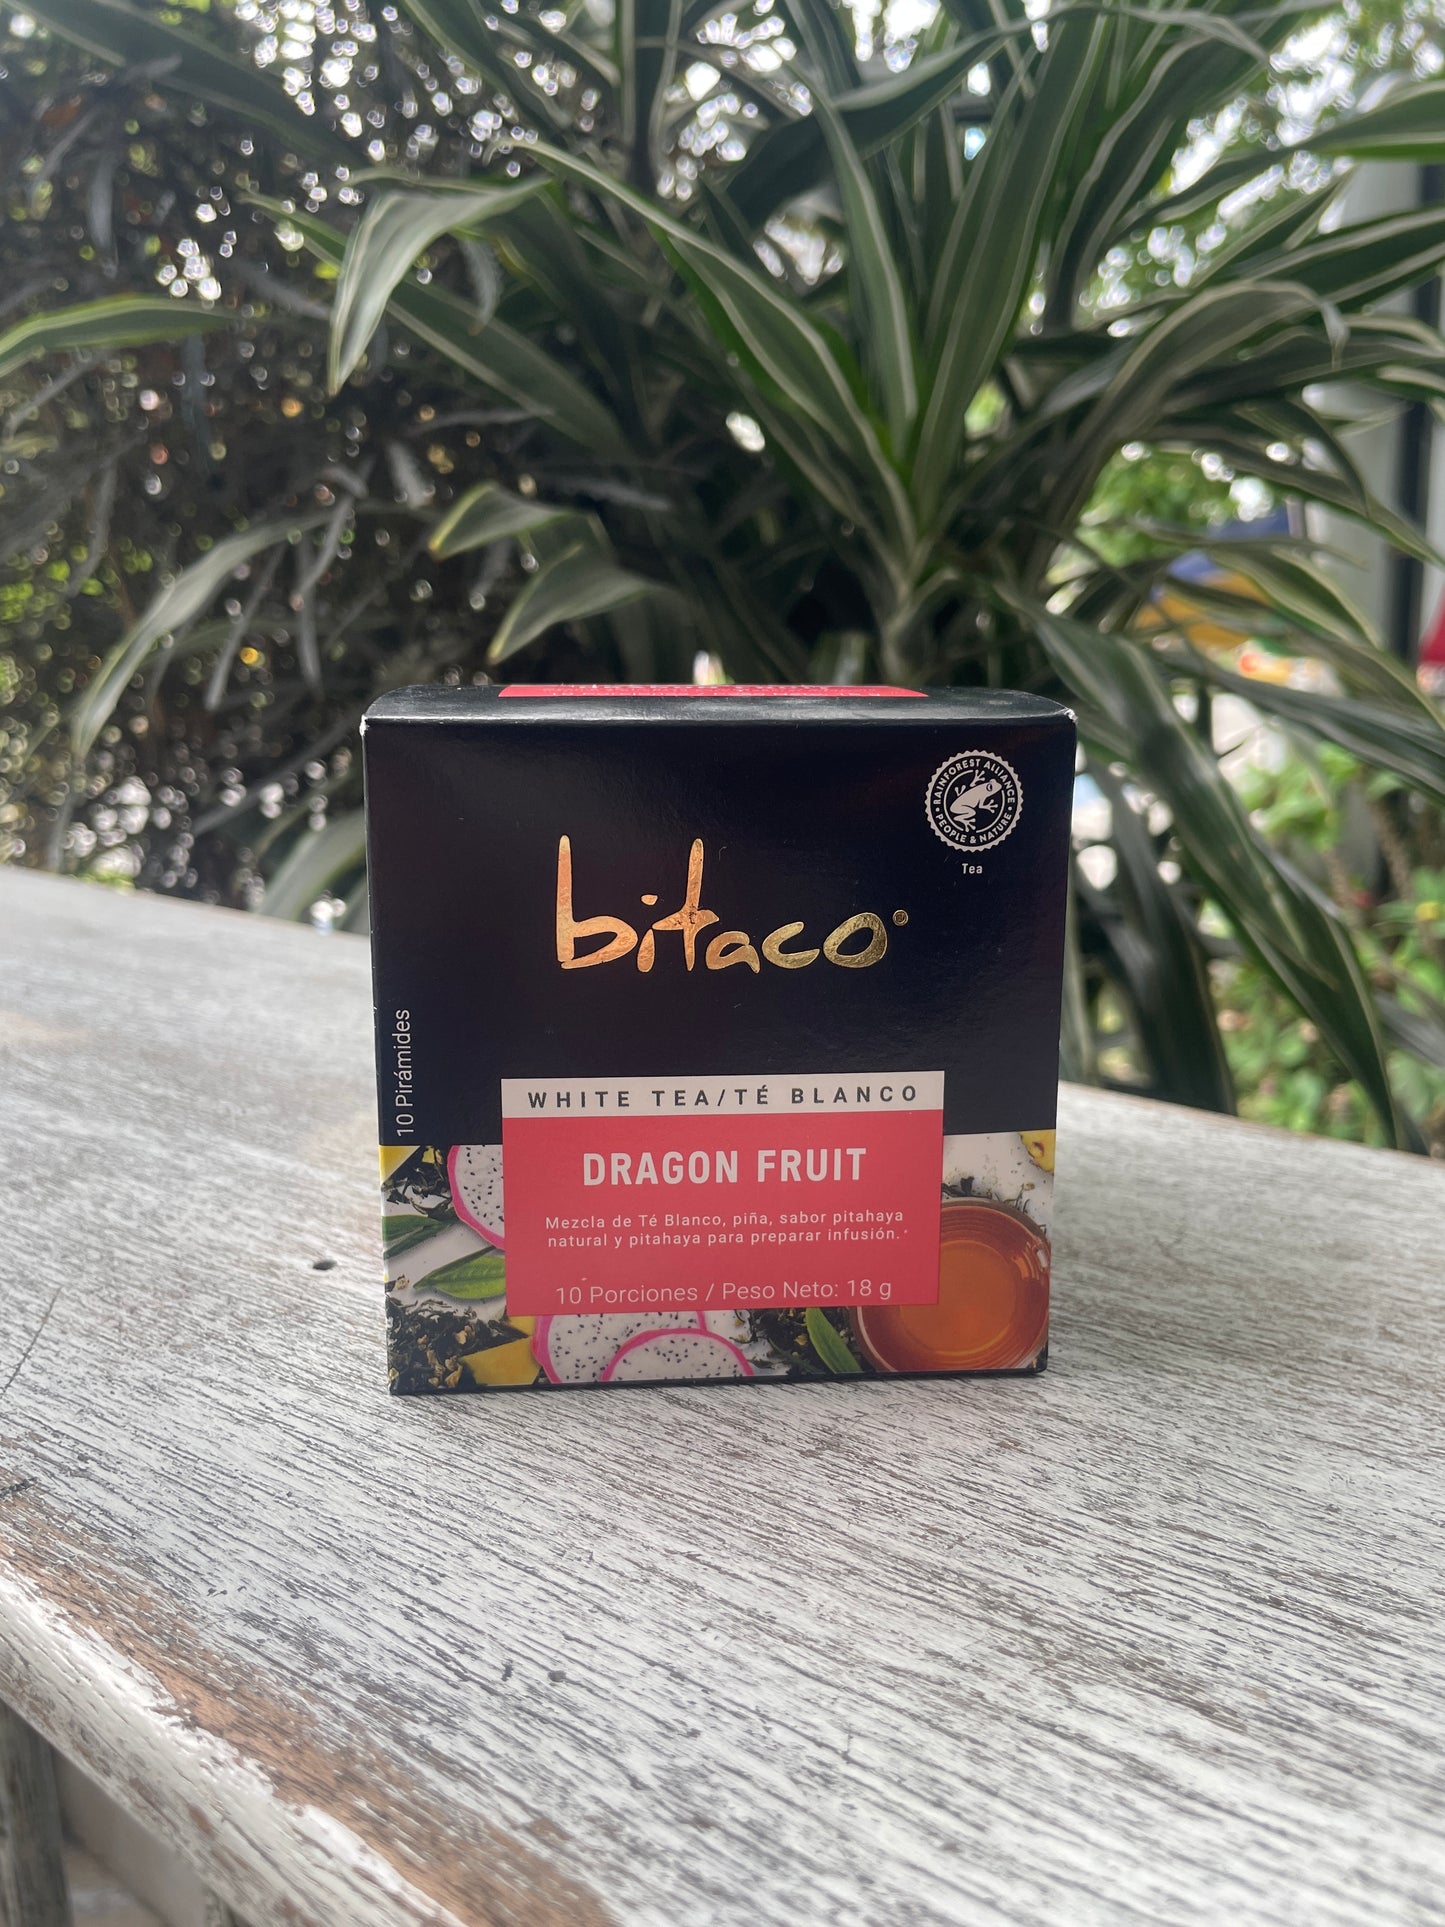 RAINFOREST ALLIANCE
• PEOPLE & NATURE •
Tea
bitaco®
10 Pirámides
WHITE TEA/TÉ BLANCO
DRAGON FRUIT
Mezcla de Té Blanco, piña, sabor pitahaya
natural y pitahaya para preparar infusión.
10 Porciones / Peso Neto: 18 g